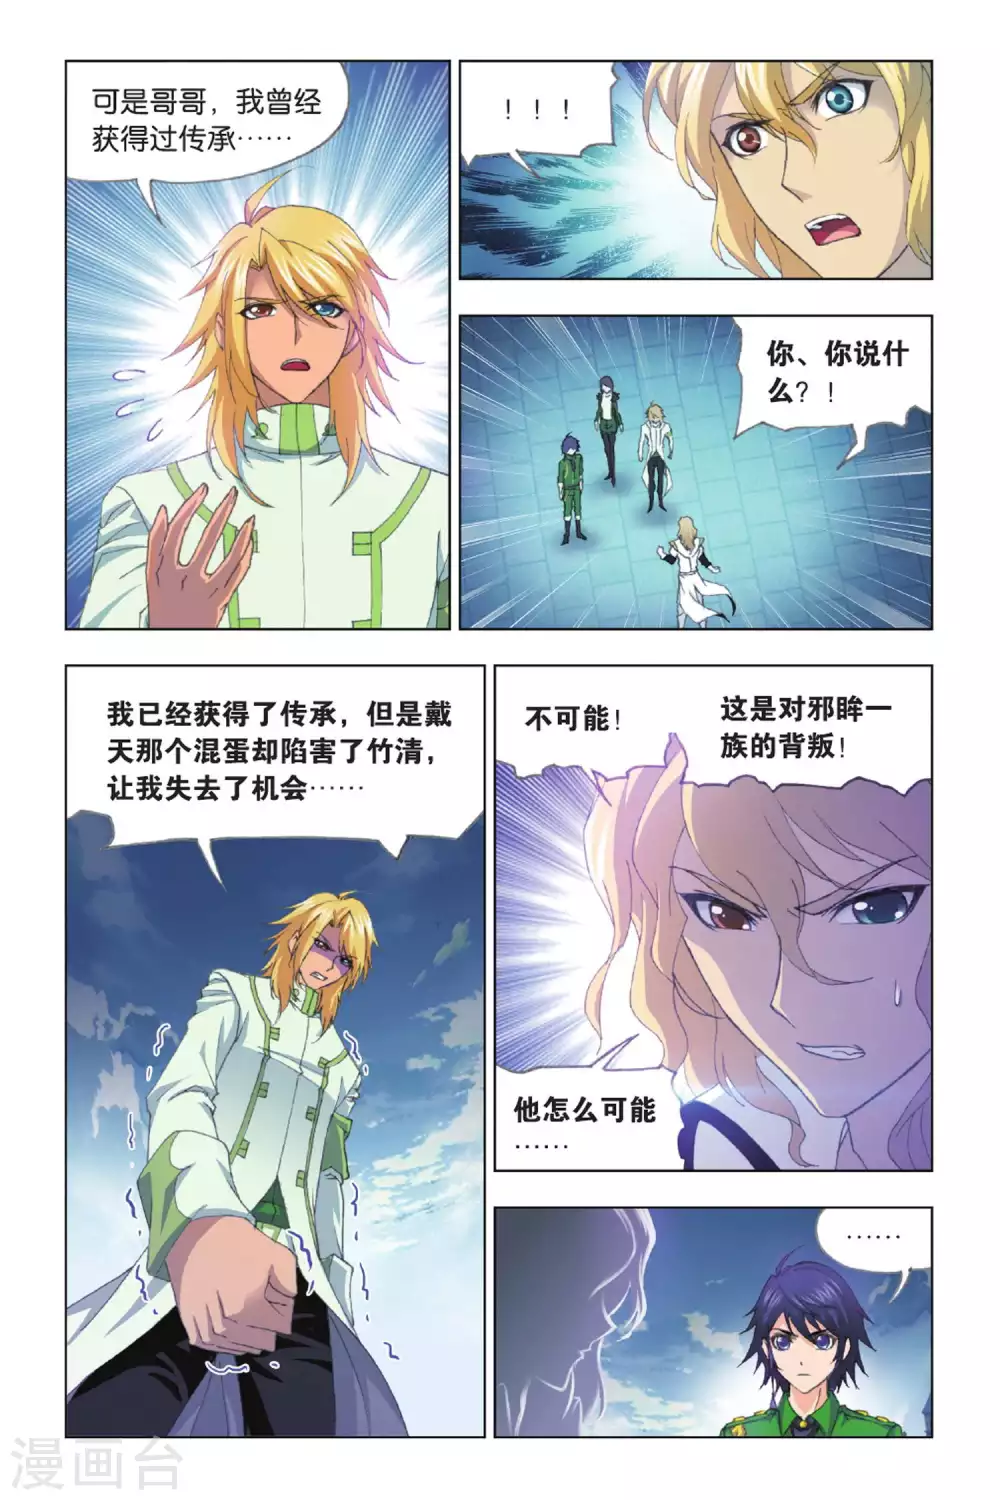 可是哥哥，我曾经
获得过传承……
！！！
你、你说什
么？！
我已经获得了传承，但是戴
天那个混蛋却陷害了竹清，
让我失去了机会……
不可能！
这是对邪眸一
族的背叛！
他怎么可能
……
……
漫画台